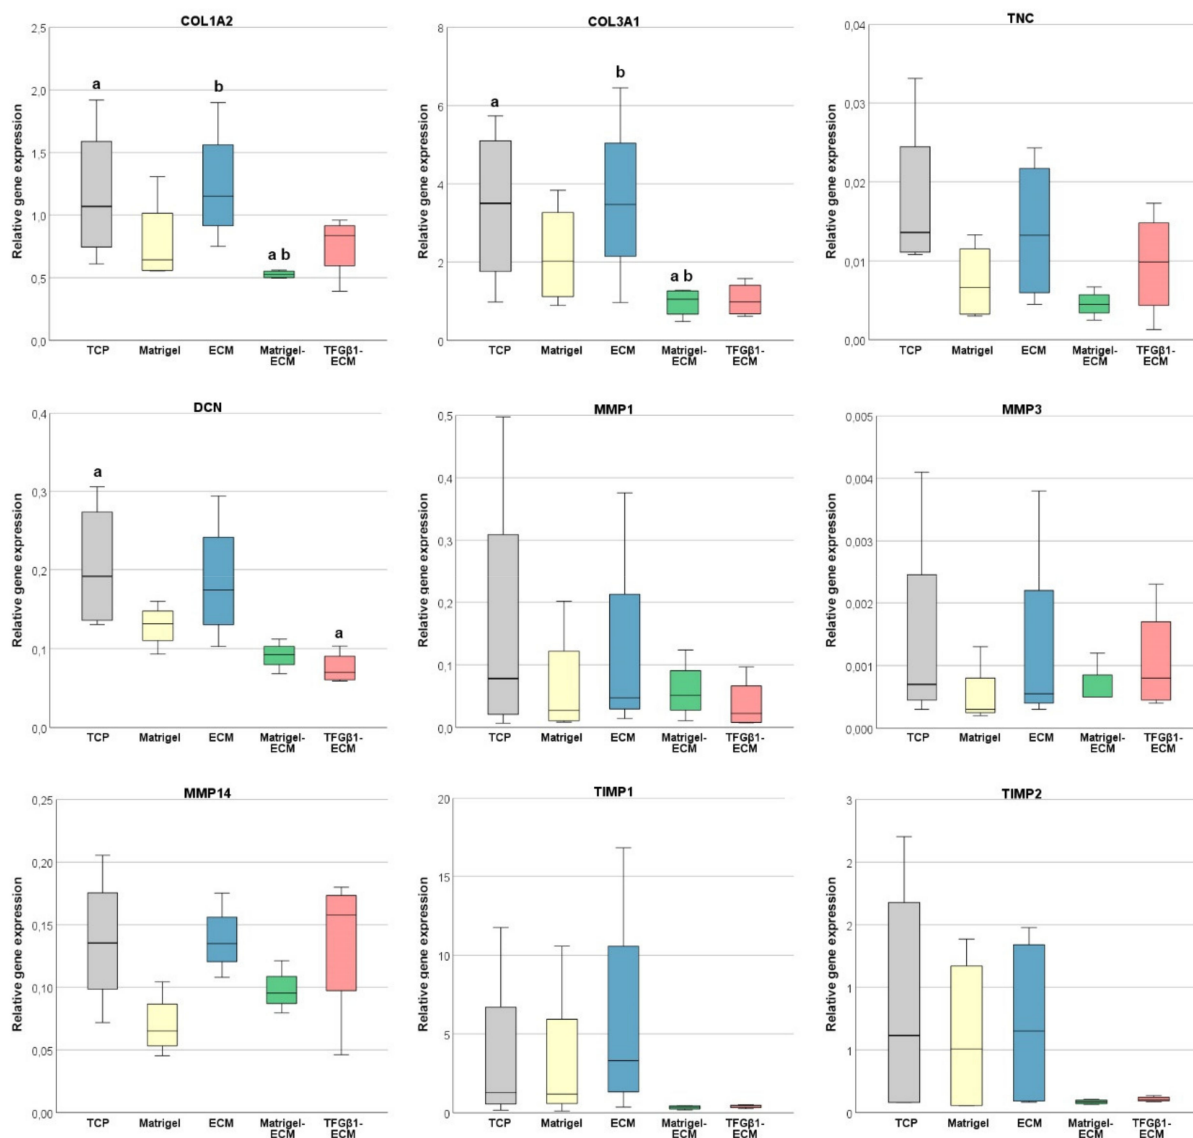 COL1A2
Relative gene expression
2,5
2,0
1,5
1,0
0,5
0,0
a
b
a b
TCP
Matrigel
ECM
Matrigel-
ECM
TFGβ1-
ECM
COL3A1
Relative gene expression
8
6
4
2
0
a
b
a b
TCP
Matrigel
ECM
Matrigel-
ECM
TFGβ1-
ECM
TNC
Relative gene expression
0,04
0,03
0,02
0,01
0,00
TCP
Matrigel
ECM
Matrigel-
ECM
TFGβ1-
ECM
DCN
Relative gene expression
0,4
0,3
0,2
0,1
0,0
a
a
TCP
Matrigel
ECM
Matrigel-
ECM
TFGβ1-
ECM
MMP1
Relative gene expression
0,5
0,4
0,3
0,2
0,1
0,0
TCP
Matrigel
ECM
Matrigel-
ECM
TFGβ1-
ECM
MMP3
Relative gene expression
0,005
0,004
0,003
0,002
0,001
0,000
TCP
Matrigel
ECM
Matrigel-
ECM
TFGβ1-
ECM
MMP14
Relative gene expression
0,25
0,20
0,15
0,10
0,05
0,00
TCP
Matrigel
ECM
Matrigel-
ECM
TFGβ1-
ECM
TIMP1
Relative gene expression
20
15
10
5
0
TCP
Matrigel
ECM
Matrigel-
ECM
TFGβ1-
ECM
TIMP2
Relative gene expression
3
2
2
1
1
0
TCP
Matrigel
ECM
Matrigel-
ECM
TFGβ1-
ECM